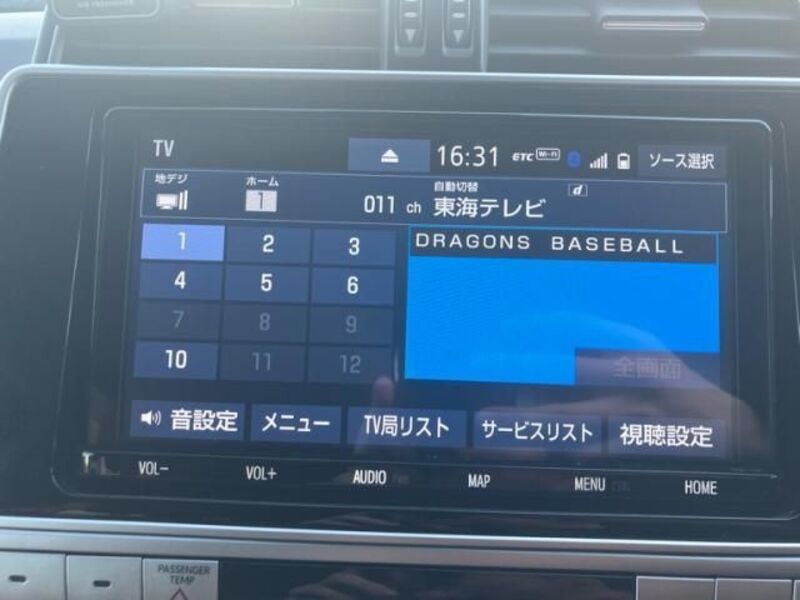 TV
16:31 ETC Wi-Fi ソース選択
地デジ ホーム 自動切替 d
1 011 ch 東海テレビ
1 2 3
DRAGONS BASEBALL
4 5 6
7 8 9
10 11 12
全画面
音設定 メニュー TV局リスト サービスリスト 視聴設定
VOL- VOL+ AUDIO MAP MENU HOME
PASSENGER
TEMP